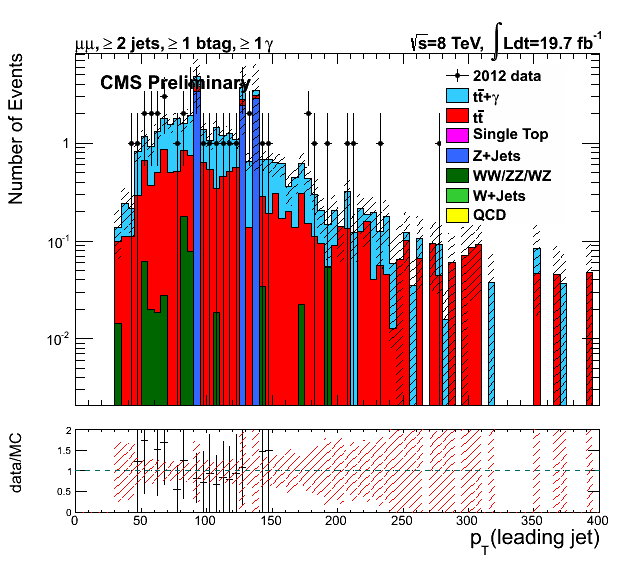 μμ, ≥ 2 jets, ≥ 1 btag, ≥ 1 γ
√s=8 TeV, ∫ Ldt=19.7 fb⁻¹
CMS Preliminary
2012 data
tt̄+γ
tt̄
Single Top
Z+Jets
WW/ZZ/WZ
W+Jets
QCD
Number of Events
1
10⁻¹
10⁻²
data/MC
2
1.5
1
0.5
0
0 50 100 150 200 250 300 350 400
p_T(leading jet)